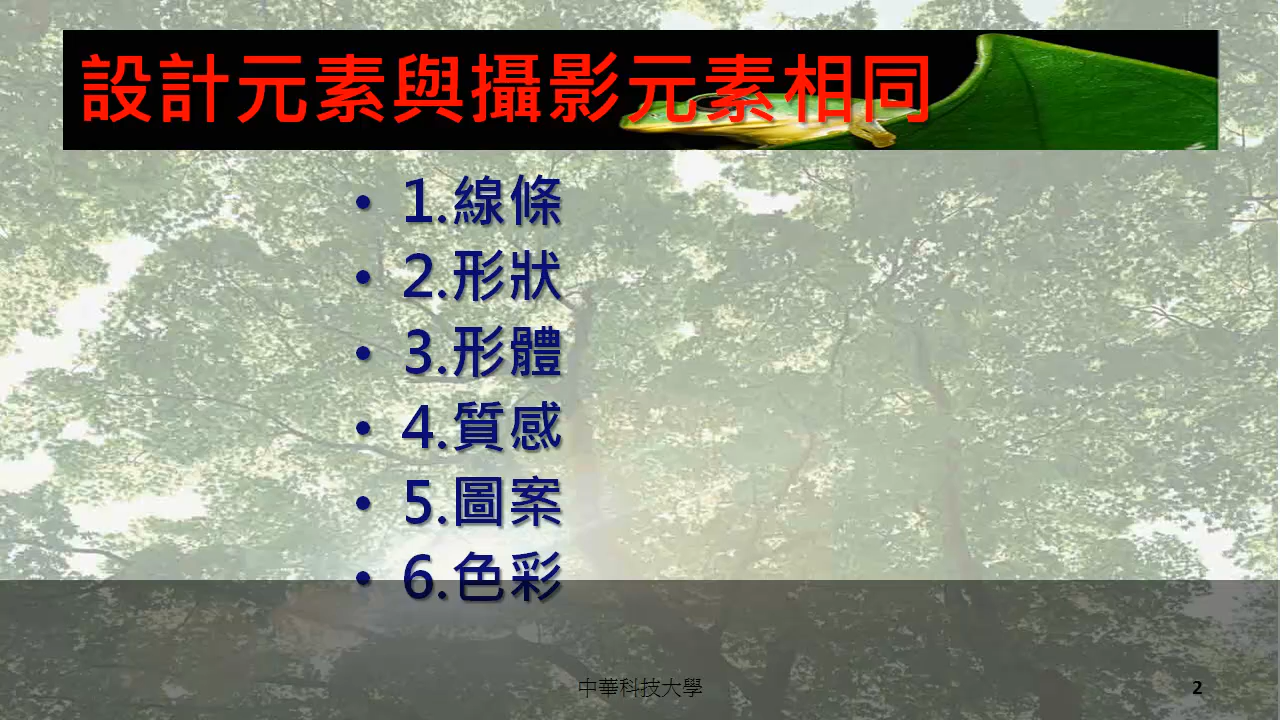 設計元素與攝影元素相同
• 1.線條
• 2.形狀
• 3.形體
• 4.質感
• 5.圖案
• 6.色彩
中華科技大學
2